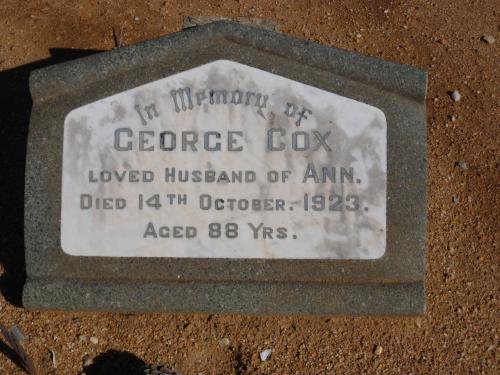 In Memory of
GEORGE COX
LOVED HUSBAND OF ANN.
DIED 14TH OCTOBER. 1923.
AGED 88 YRS.